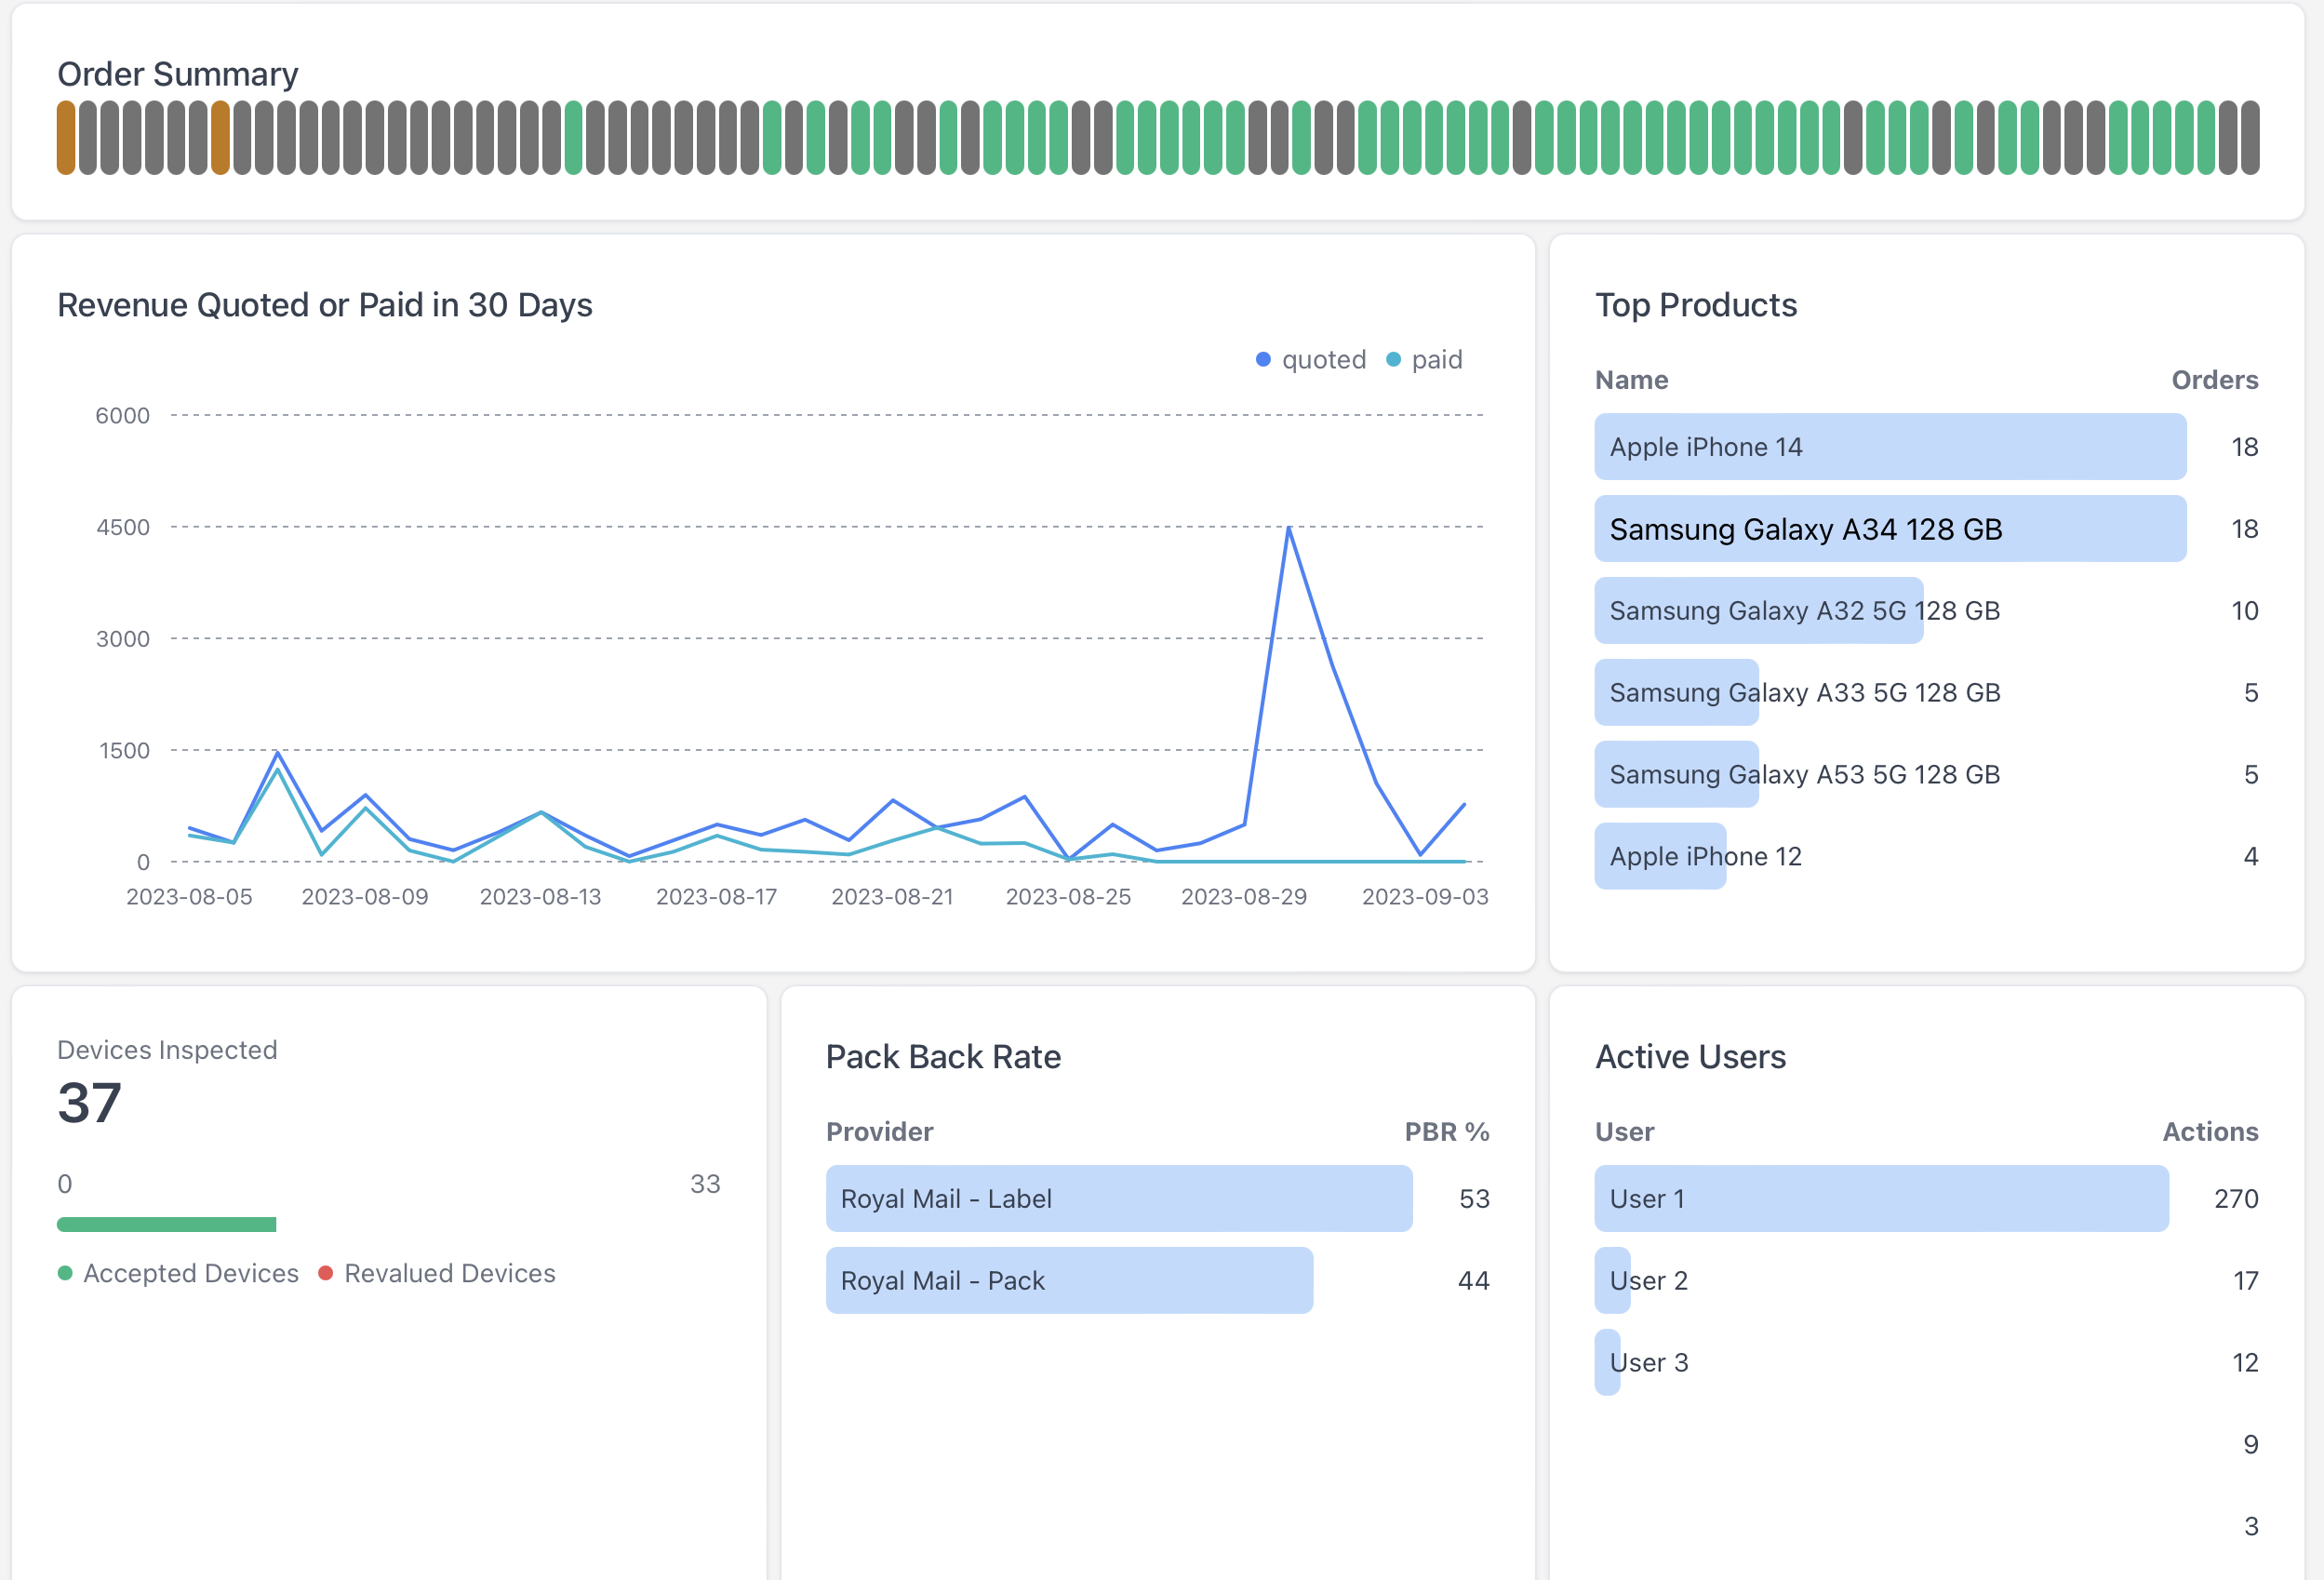 Order Summary
Revenue Quoted or Paid in 30 Days
quoted paid
6000
4500
3000
1500
0
2023-08-05 2023-08-09 2023-08-13 2023-08-17 2023-08-21 2023-08-25 2023-08-29 2023-09-03
Top Products
Name Orders
Apple iPhone 14 18
Samsung Galaxy A34 128 GB 18
Samsung Galaxy A32 5G 128 GB 10
Samsung Galaxy A33 5G 128 GB 5
Samsung Galaxy A53 5G 128 GB 5
Apple iPhone 12 4
Devices Inspected
37
0 33
Accepted Devices Revalued Devices
Pack Back Rate
Provider PBR %
Royal Mail - Label 53
Royal Mail - Pack 44
Active Users
User Actions
User 1 270
User 2 17
User 3 12
9
3